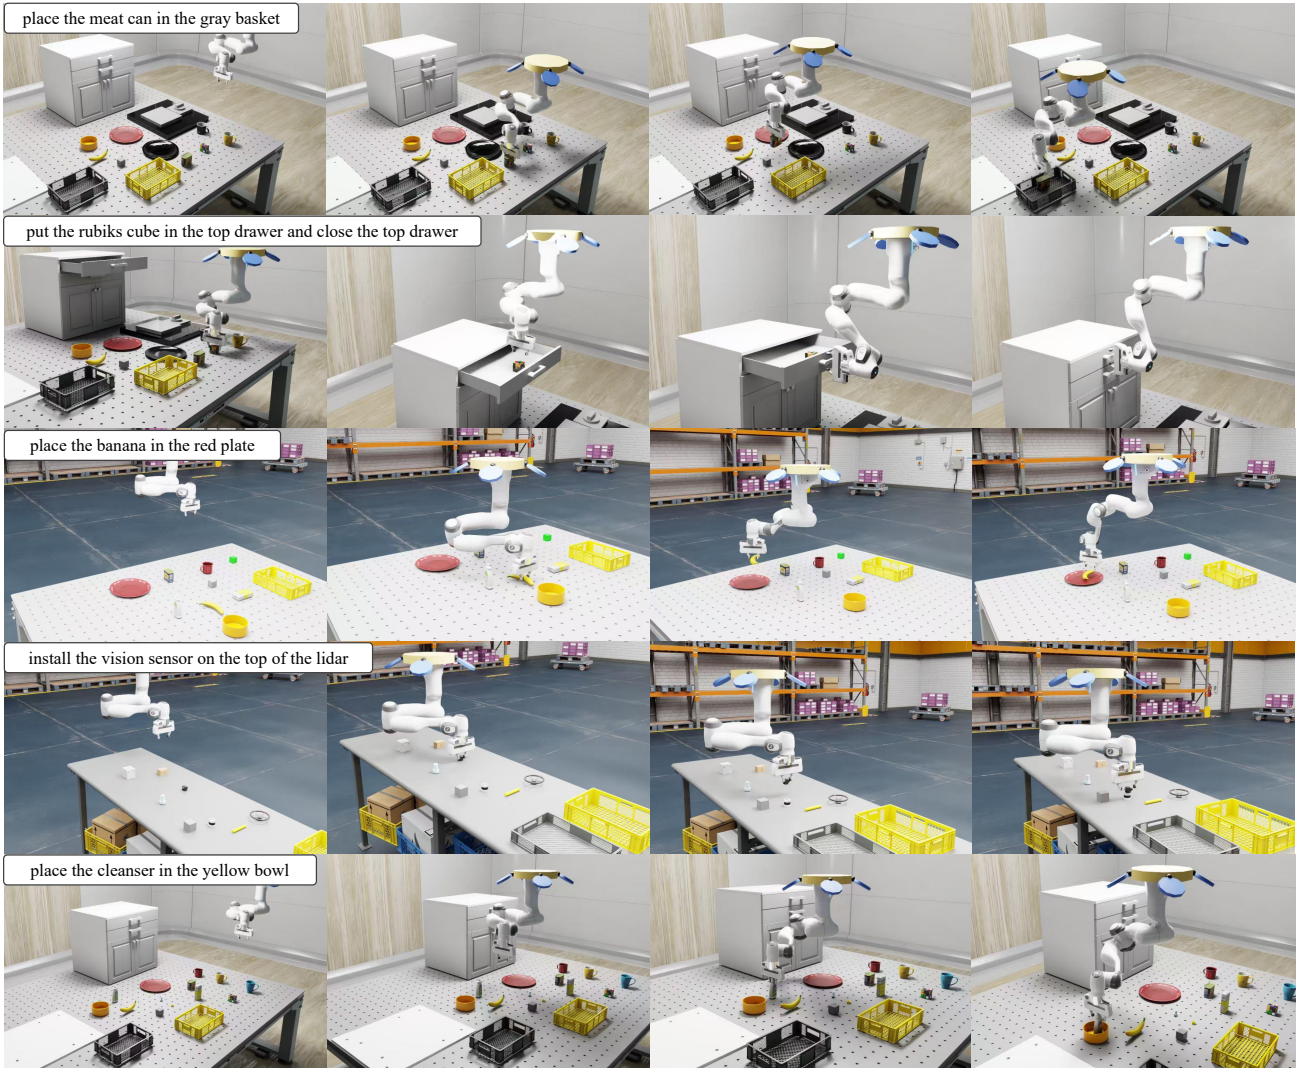 place the meat can in the gray basket
put the rubiks cube in the top drawer and close the top drawer
place the banana in the red plate
install the vision sensor on the top of the lidar
place the cleanser in the yellow bowl